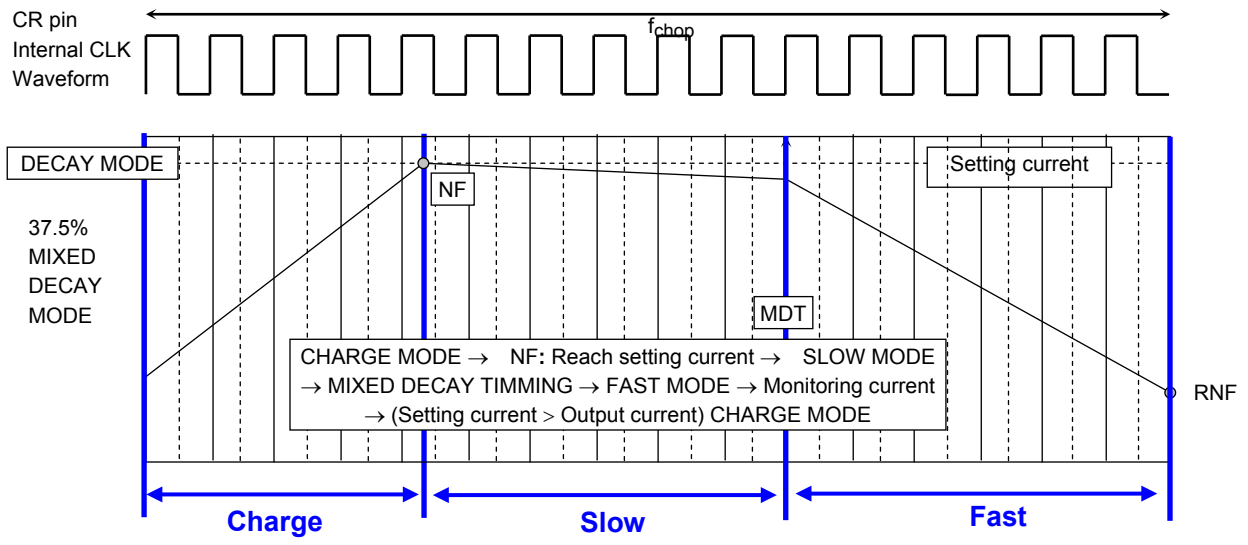 CR pin
Internal CLK
Waveform
fchop
DECAY MODE
Setting current
NF
37.5%
MIXED
DECAY
MODE
MDT
CHARGE MODE → NF: Reach setting current → SLOW MODE
→ MIXED DECAY TIMMING → FAST MODE → Monitoring current
→ (Setting current > Output current) CHARGE MODE
RNF
Charge
Slow
Fast